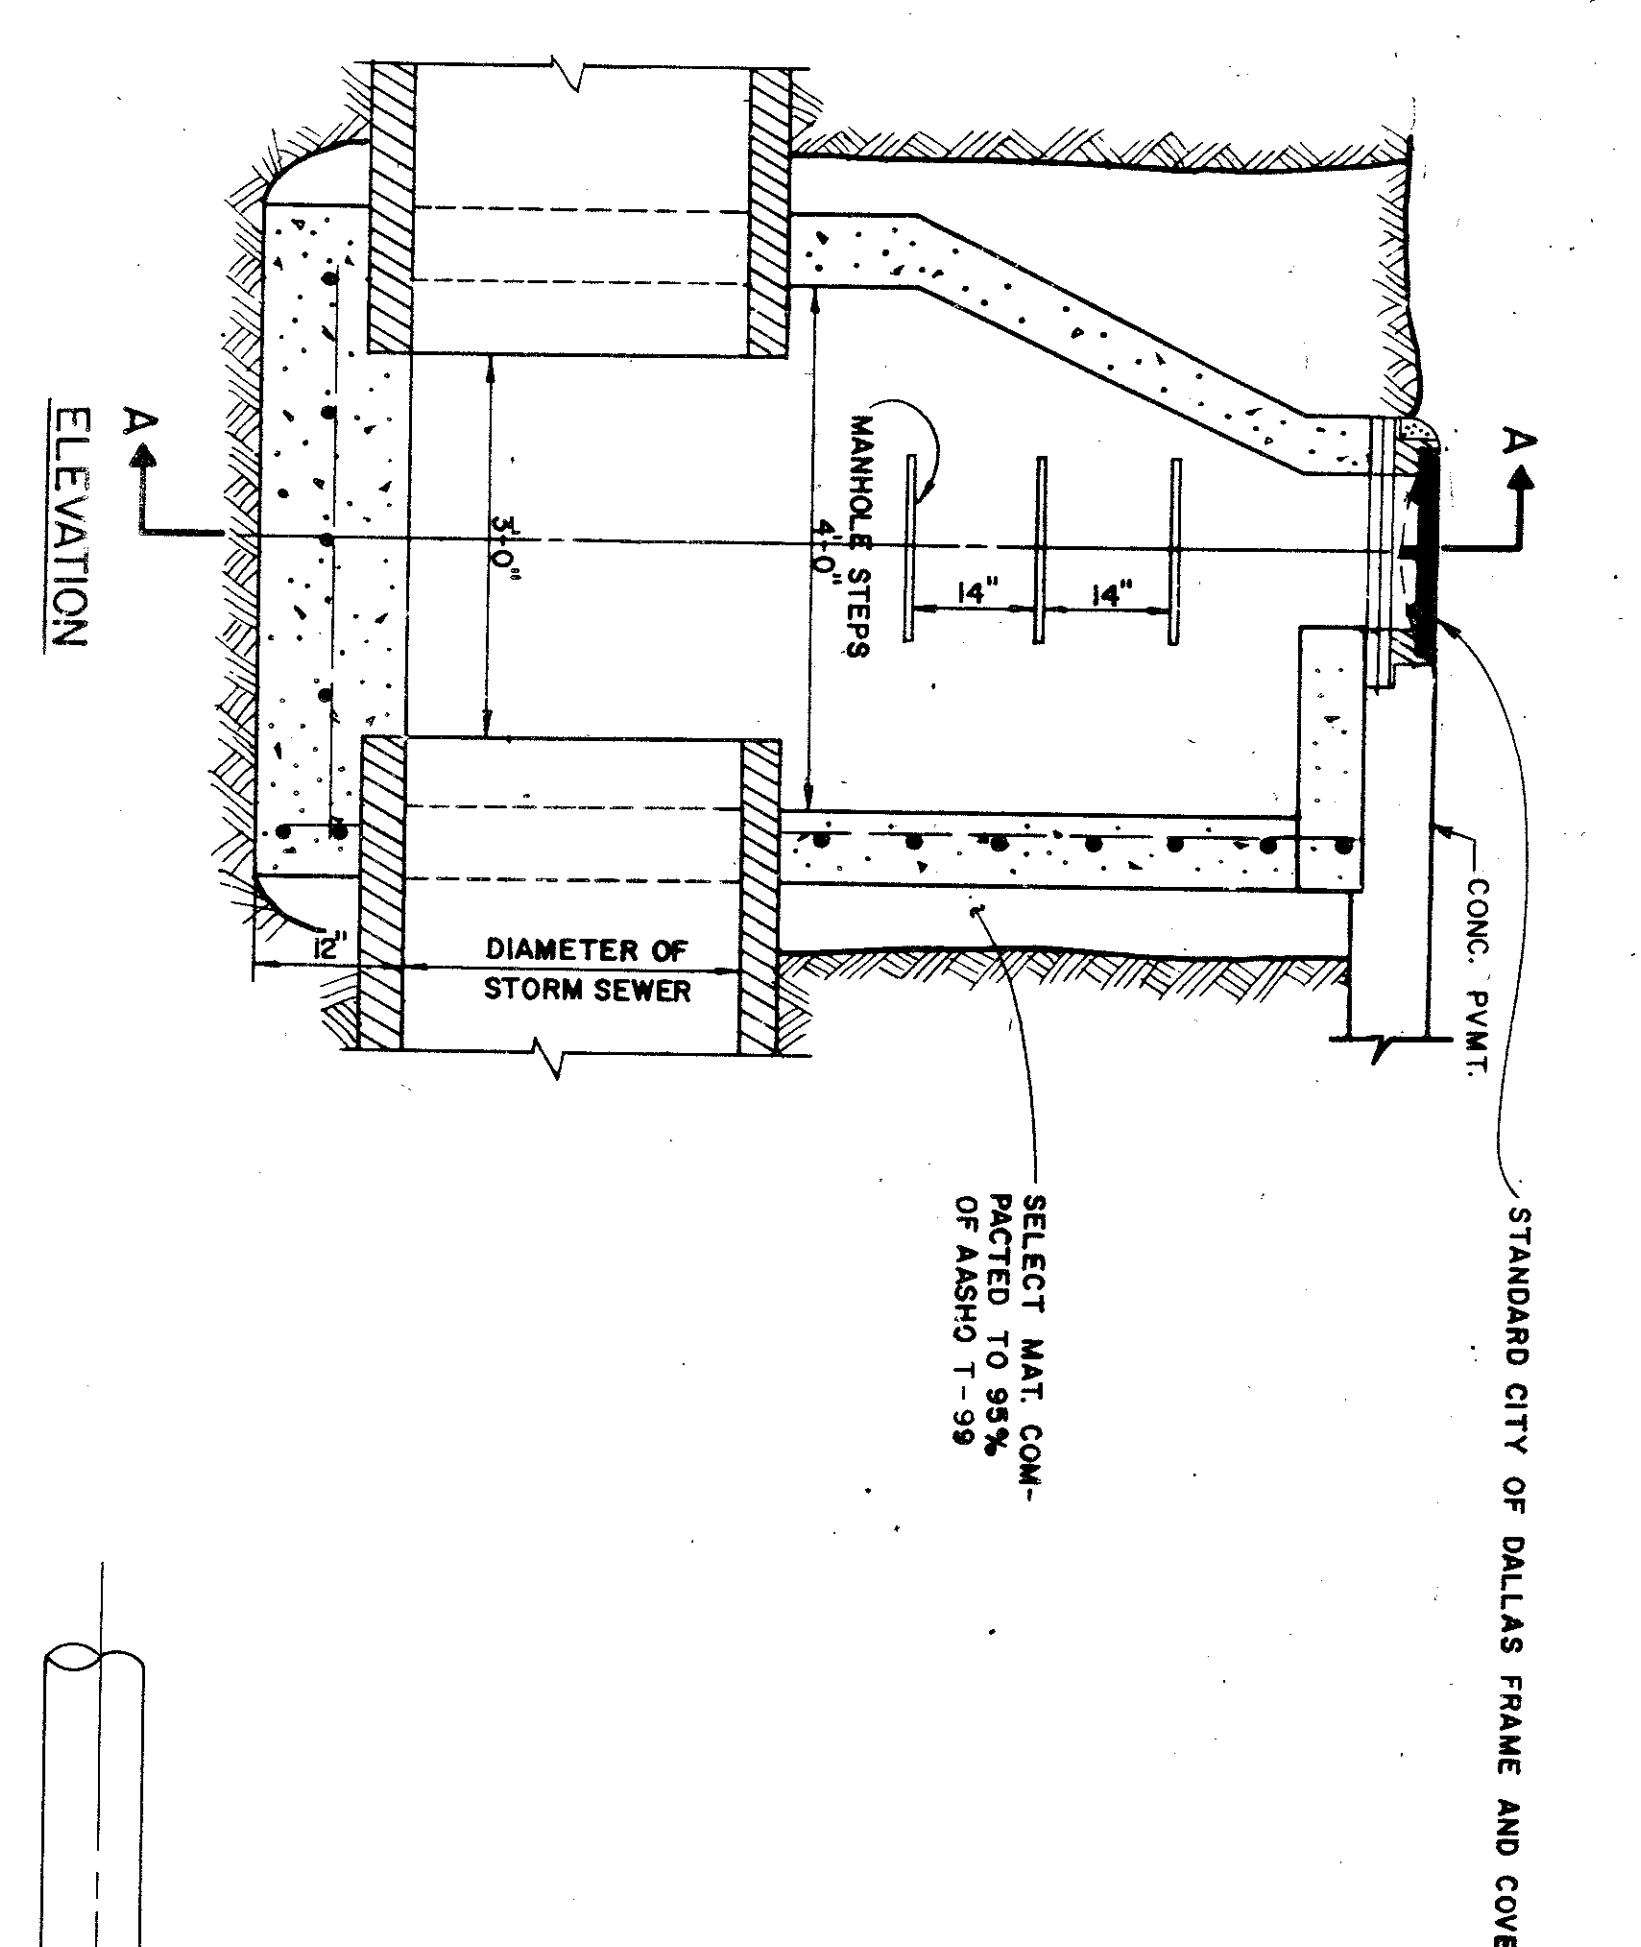 A
STANDARD CITY OF DALLAS FRAME AND COVE
CONC. PVMT.
14"
14"
MANHOLE STEPS
4'-0"
SELECT MAT. COM-
PACTED TO 95%
OF AASHO T-99
3'-0"
DIAMETER OF
STORM SEWER
12"
A
ELEVATION